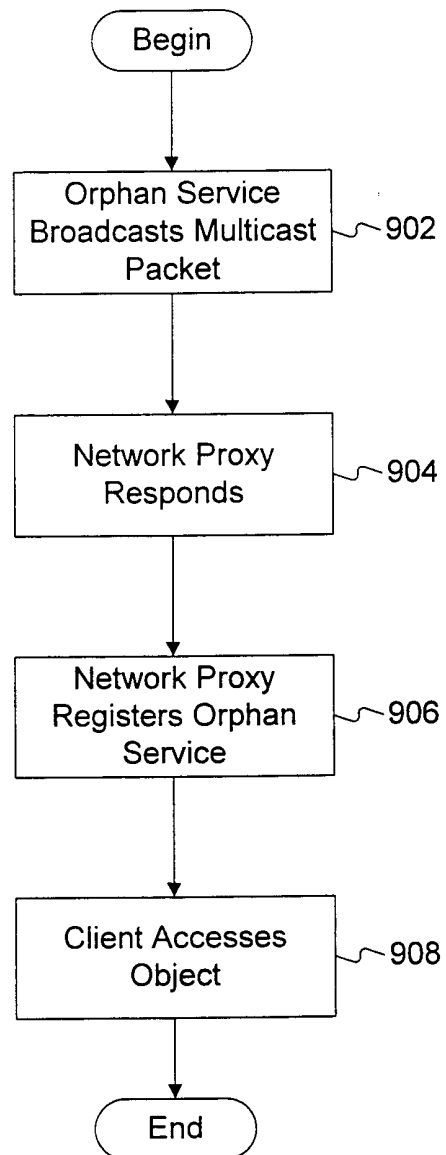 Begin
Orphan Service
Broadcasts Multicast
Packet
902
Network Proxy
Responds
904
Network Proxy
Registers Orphan
Service
906
Client Accesses
Object
908
End